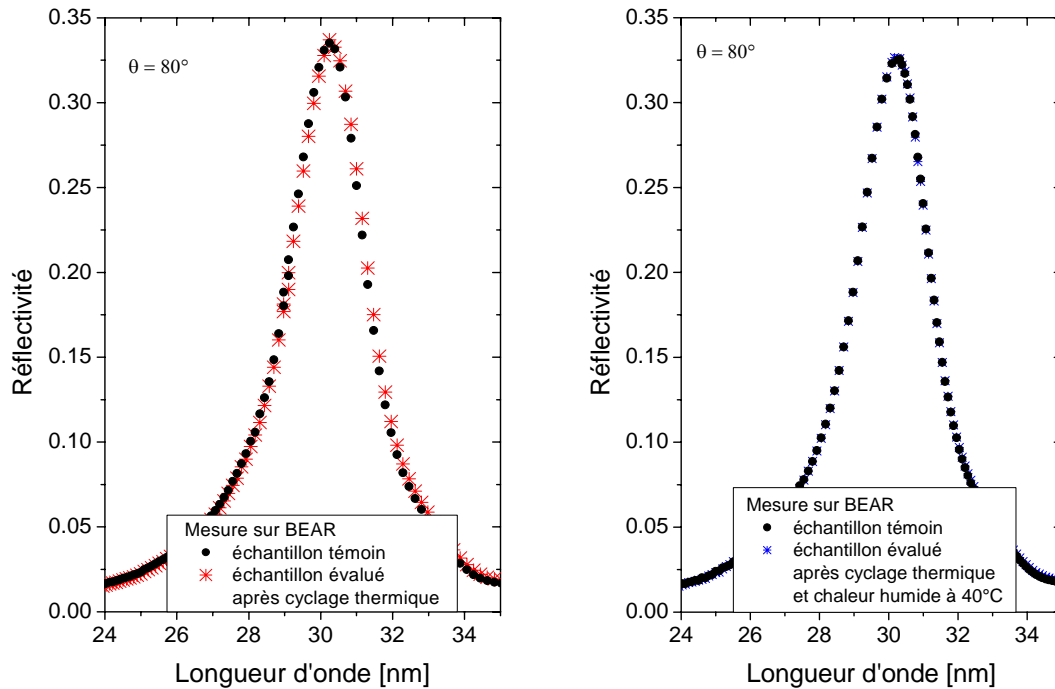 0.35
0.30
0.25
0.20
0.15
0.10
0.05
0.00
Réflectivité
θ = 80°
Mesure sur BEAR
échantillon témoin
échantillon évalué
après cyclage thermique
24 26 28 30 32 34
Longueur d'onde [nm]
0.35
0.30
0.25
0.20
0.15
0.10
0.05
0.00
Réflectivité
θ = 80°
Mesure sur BEAR
échantillon témoin
échantillon évalué
après cyclage thermique
et chaleur humide à 40°C
24 26 28 30 32 34
Longueur d'onde [nm]